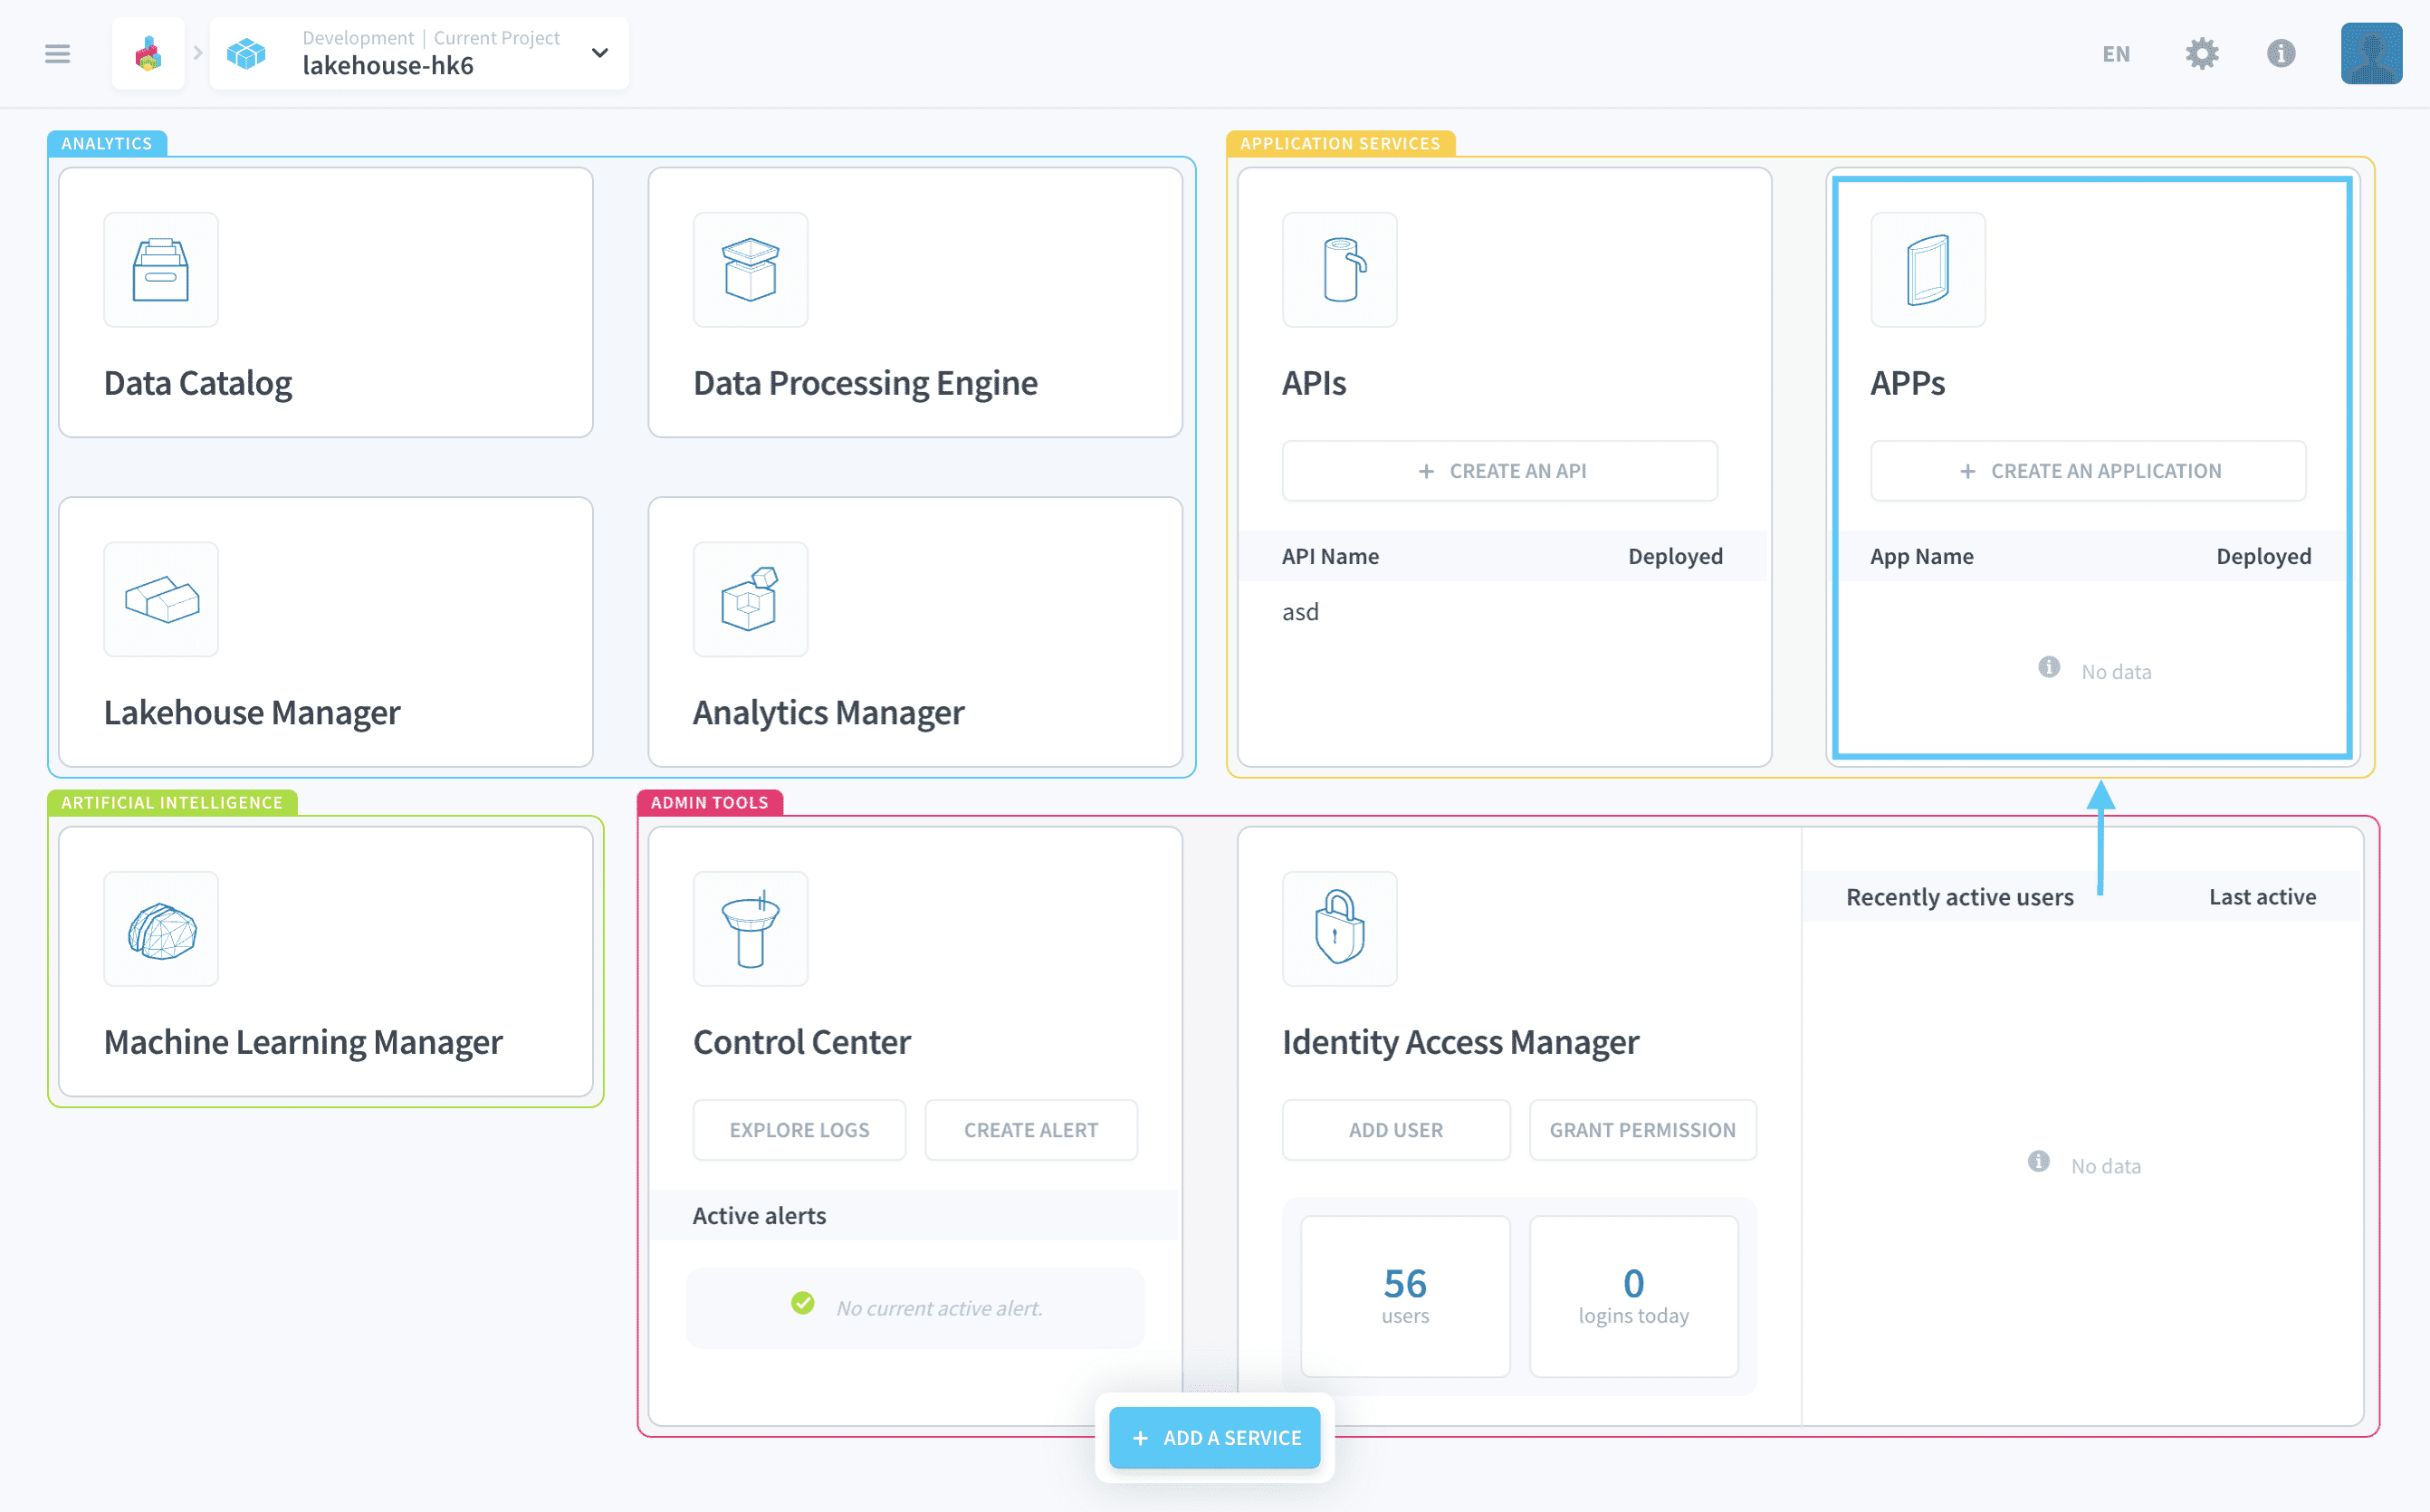 Development | Current Project
lakehouse-hk6
EN
ANALYTICS
Data Catalog
Data Processing Engine
Lakehouse Manager
Analytics Manager
APPLICATION SERVICES
APIs
+ CREATE AN API
API Name Deployed
asd
APPs
+ CREATE AN APPLICATION
App Name Deployed
No data
ARTIFICIAL INTELLIGENCE
Machine Learning Manager
ADMIN TOOLS
Control Center
EXPLORE LOGS
CREATE ALERT
Active alerts
No current active alert.
Identity Access Manager
ADD USER
GRANT PERMISSION
56
users
0
logins today
Recently active users Last active
No data
+ ADD A SERVICE